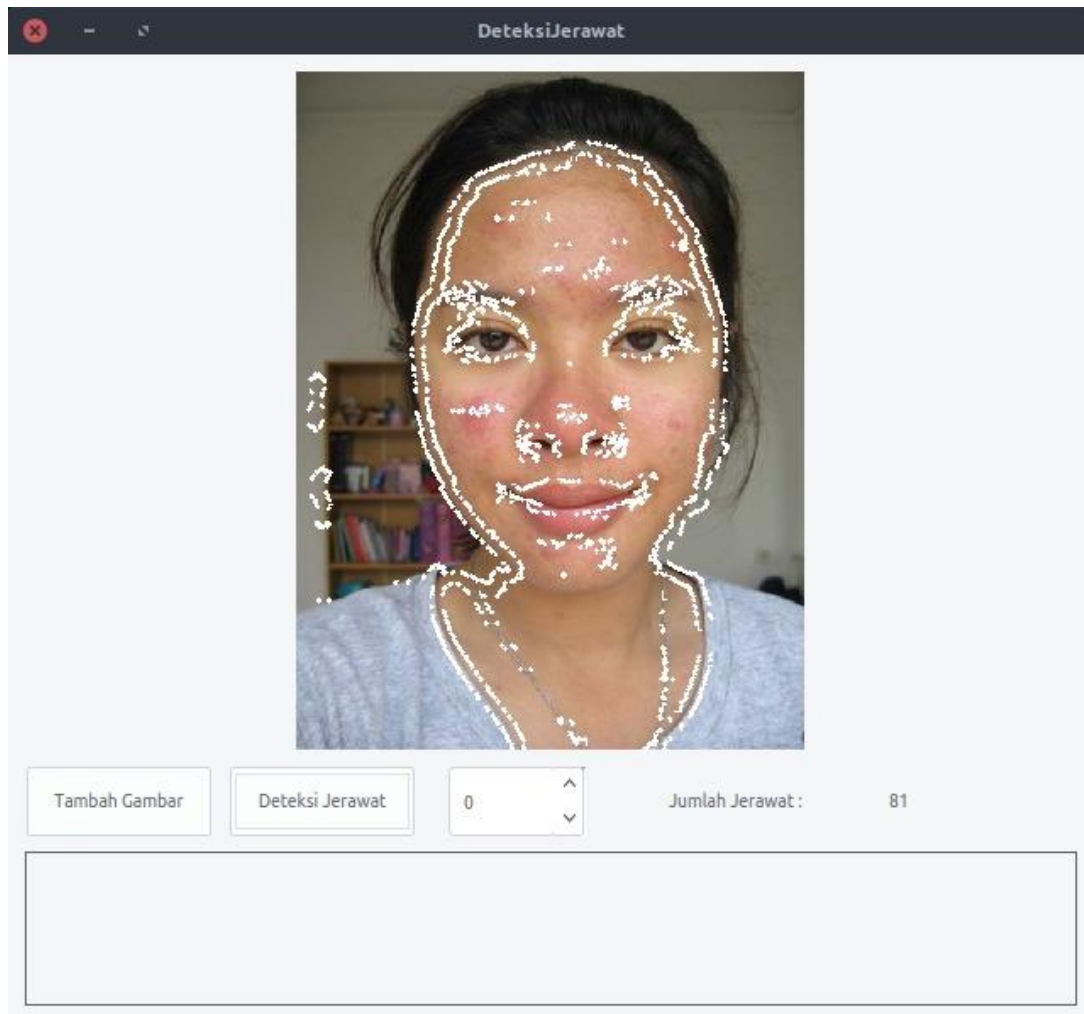 DeteksiJerawat
Tambah Gambar
Deteksi Jerawat
0
Jumlah Jerawat :
81